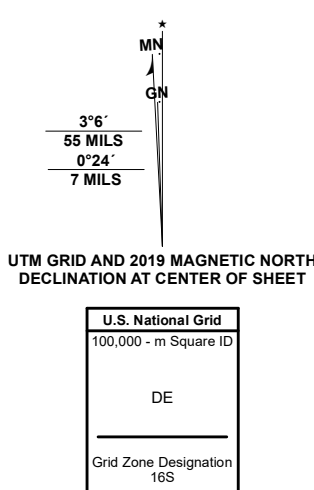 MN
GN
3°6´
55 MILS
0°24´
7 MILS
UTM GRID AND 2019 MAGNETIC NORTH
DECLINATION AT CENTER OF SHEET
U.S. National Grid
100,000 - m Square ID
DE
Grid Zone Designation
16S